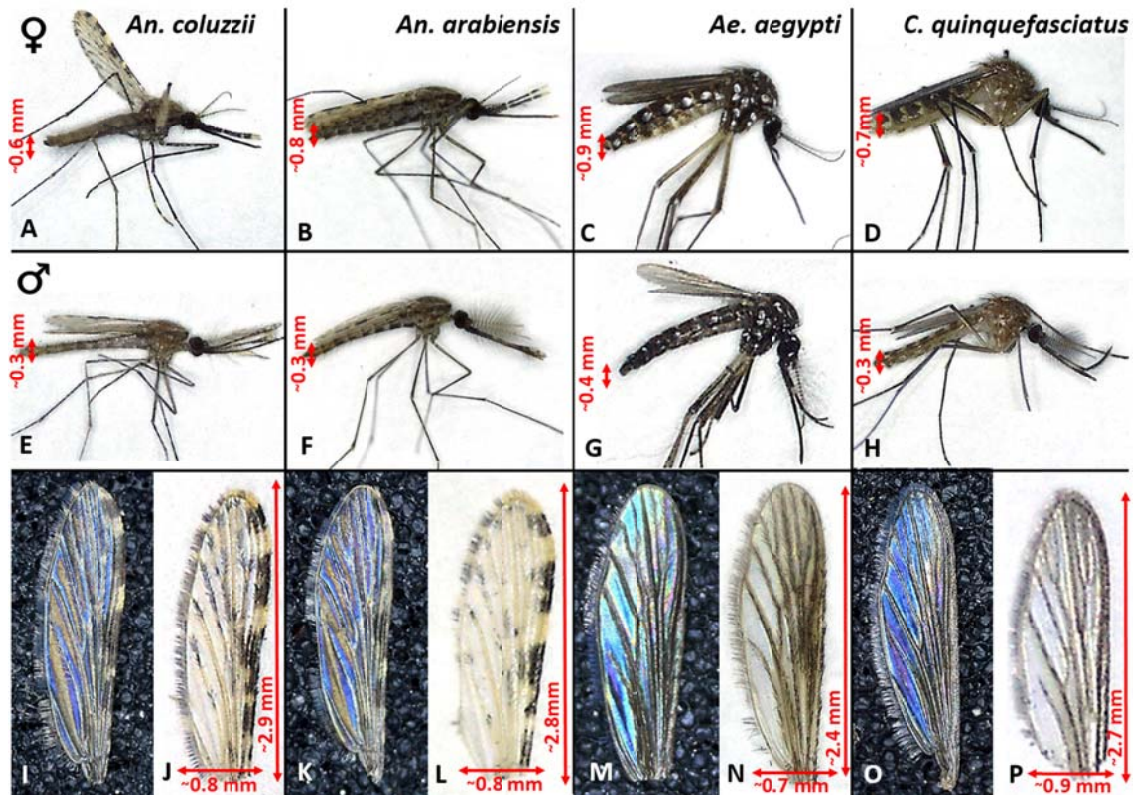 ♀ An. coluzzii An. arabiensis Ae. aegypti C. quinquefasciatus
~0.6 mm ~0.8 mm ~0.9 mm ~0.7 mm
A B C D
♂
~0.3 mm ~0.3 mm ~0.4 mm ~0.3 mm
E F G H
~2.9 mm ~2.8mm ~2.4 mm ~2.7 mm
I J K L M N O P
~0.8 mm ~0.8 mm ~0.7 mm ~0.9 mm